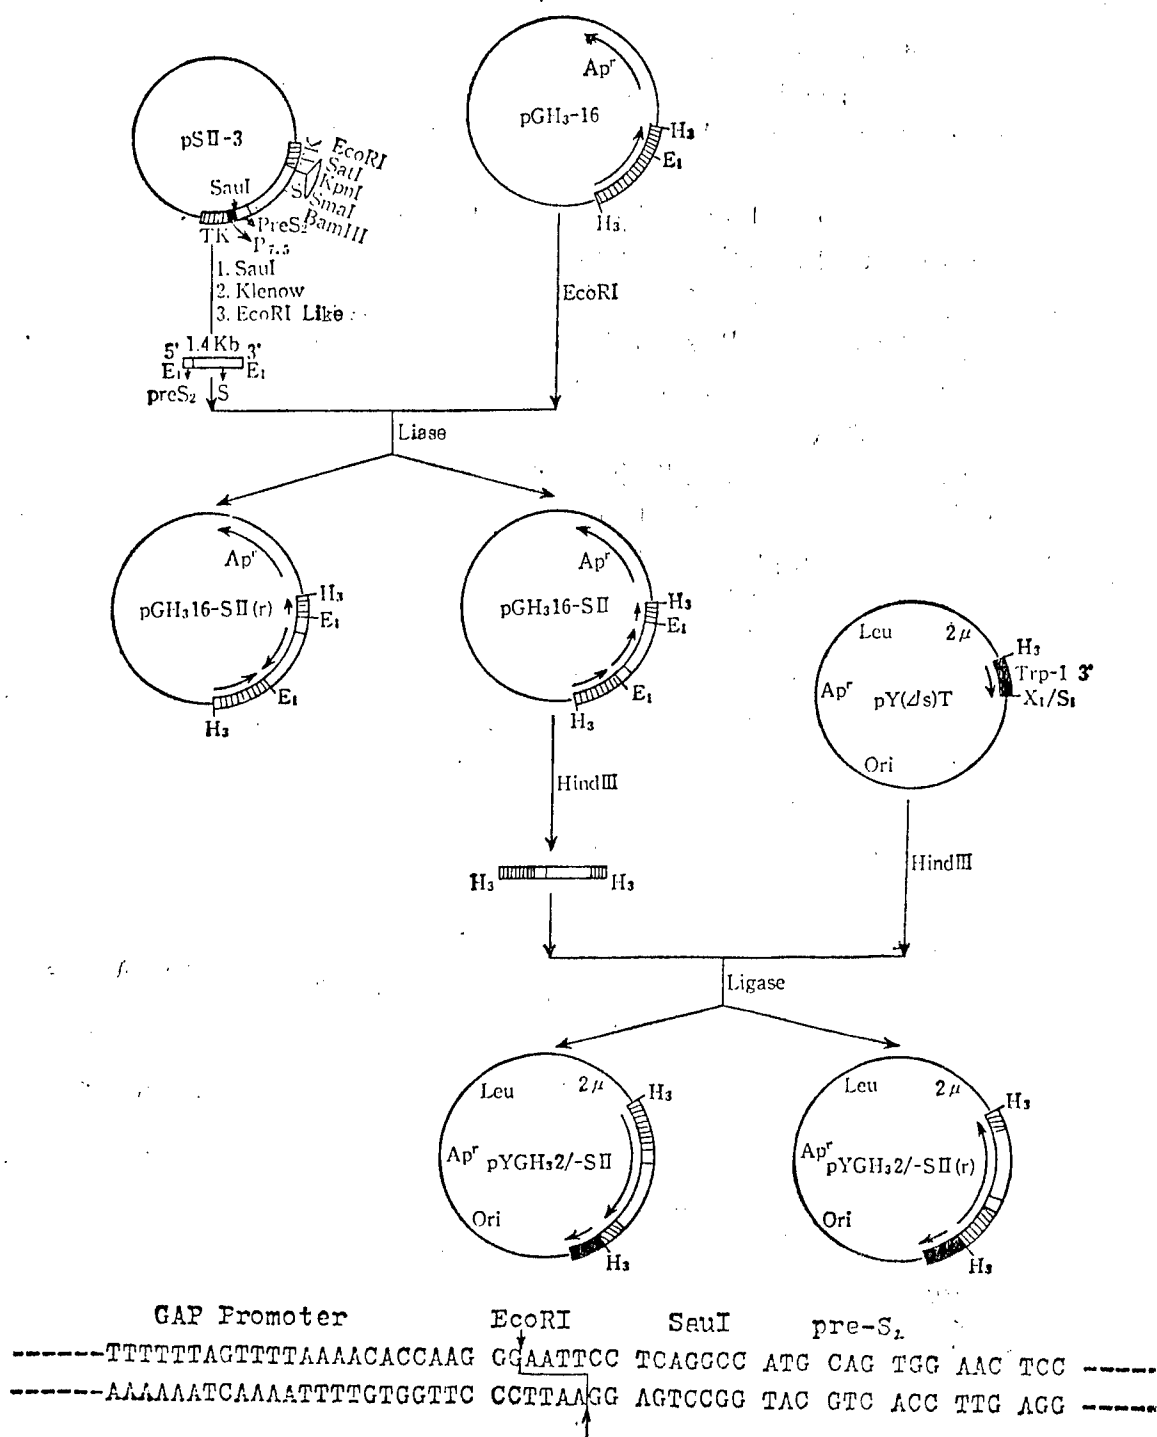 Apʳ
pGH₃-16
H₃
E₁
H₃
pSⅡ-3
TK
EcoRI
SatI
KpnI
SmaI
BamIII
S
SauI
PreS₂
P₇.₅
TK
1. SauI
2. Klenow
3. EcoRI Like
EcoRI
1.4 Kb
5' 3'
E₁ E₁
preS₂ S
Liase
Apʳ
pGH₃16-SⅡ(r)
H₃
E₁
E₁
H₃
Apʳ
pGH₃16-SⅡ
H₃
E₁
E₁
H₃
Leu 2μ
H₃
Trp-1 3'
X₁/S₁
Apʳ pY(⊿s)T
Ori
HindⅢ
HindⅢ
H₃ H₃
Ligase
Leu 2μ
H₃
Apʳ pYGH₃2/-SⅡ
Ori
H₃
Leu 2μ
H₃
Apʳ pYGH₃2/-SⅡ(r)
Ori
H₃
GAP Promoter EcoRI SauI pre-S₂
------TTTTTTAGTTTTAAAACACCAAG GGAATTCC TCAGGCC ATG CAG TGG AAC TCC -----
------AAAAAATCAAAATTTTGTGGTTC CCTTAAGG AGTCCGG TAC GTC ACC TTG AGG -----